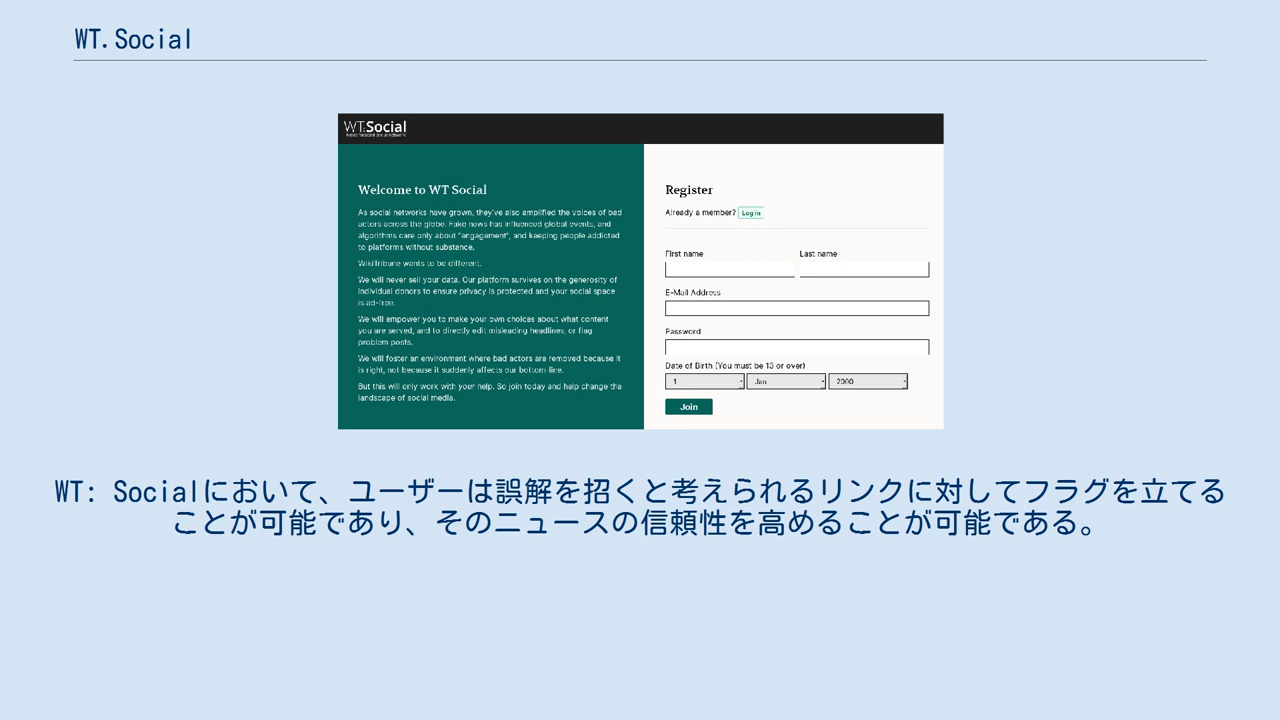 WT.Social
WT:Social
News focused social network
Welcome to WT Social
As social networks have grown, they've also amplified the voices of bad
actors across the globe. Fake news has influenced global events, and
algorithms care only about "engagement", and keeping people addicted
to platforms without substance.
WikiTribune wants to be different.
We will never sell your data. Our platform survives on the generosity of
individual donors to ensure privacy is protected and your social space
is ad-free.
We will empower you to make your own choices about what content
you are served, and to directly edit misleading headlines, or flag
problem posts.
We will foster an environment where bad actors are removed because it
is right, not because it suddenly affects our bottom-line.
But this will only work with your help. So join today and help change the
landscape of social media.
Register
Already a member? Log in
First name Last name
E-Mail Address
Password
Date of Birth (You must be 13 or over)
1 Jan 2000
Join
WT: Socialにおいて、ユーザーは誤解を招くと考えられるリンクに対してフラグを立てる
ことが可能であり、そのニュースの信頼性を高めることが可能である。